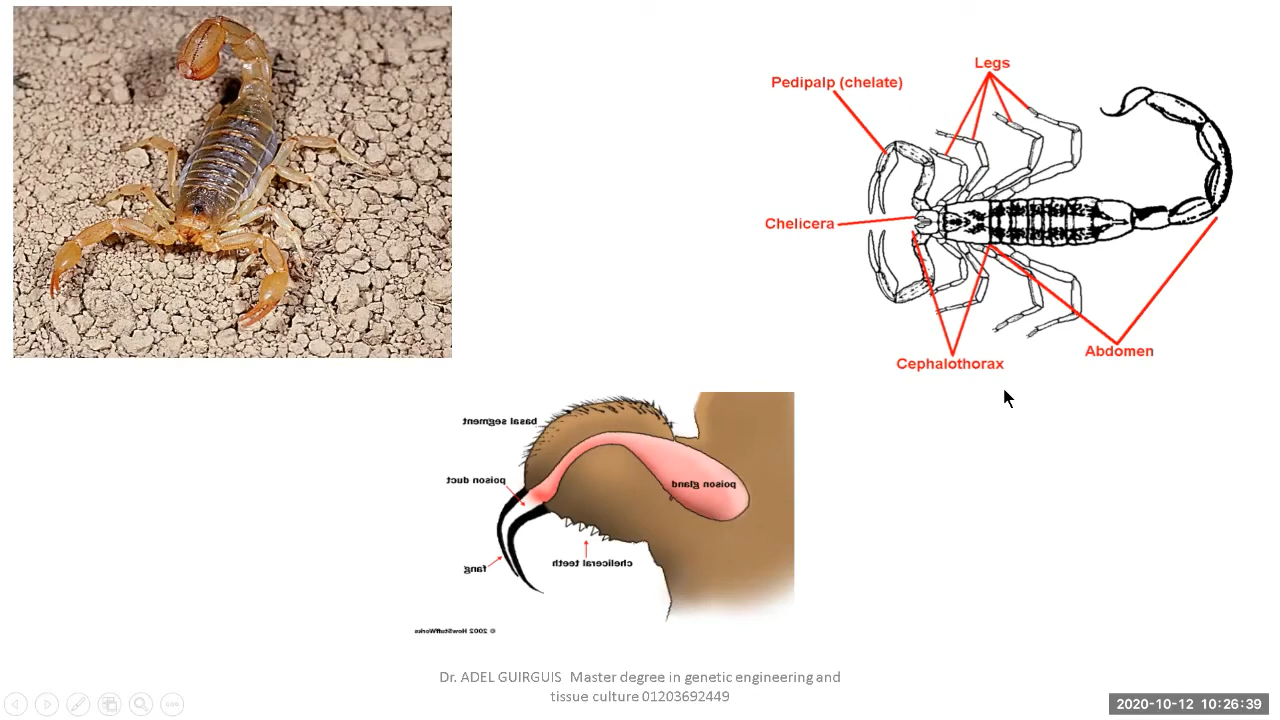 Legs
Pedipalp (chelate)
Chelicera
Cephalothorax
Abdomen
basal segment
poison duct
poison gland
fang
cheliceral teeth
© 2002 HowStuffWorks
Dr. ADEL GUIRGUIS Master degree in genetic engineering and
tissue culture 01203692449
2020-10-12 10:26:39